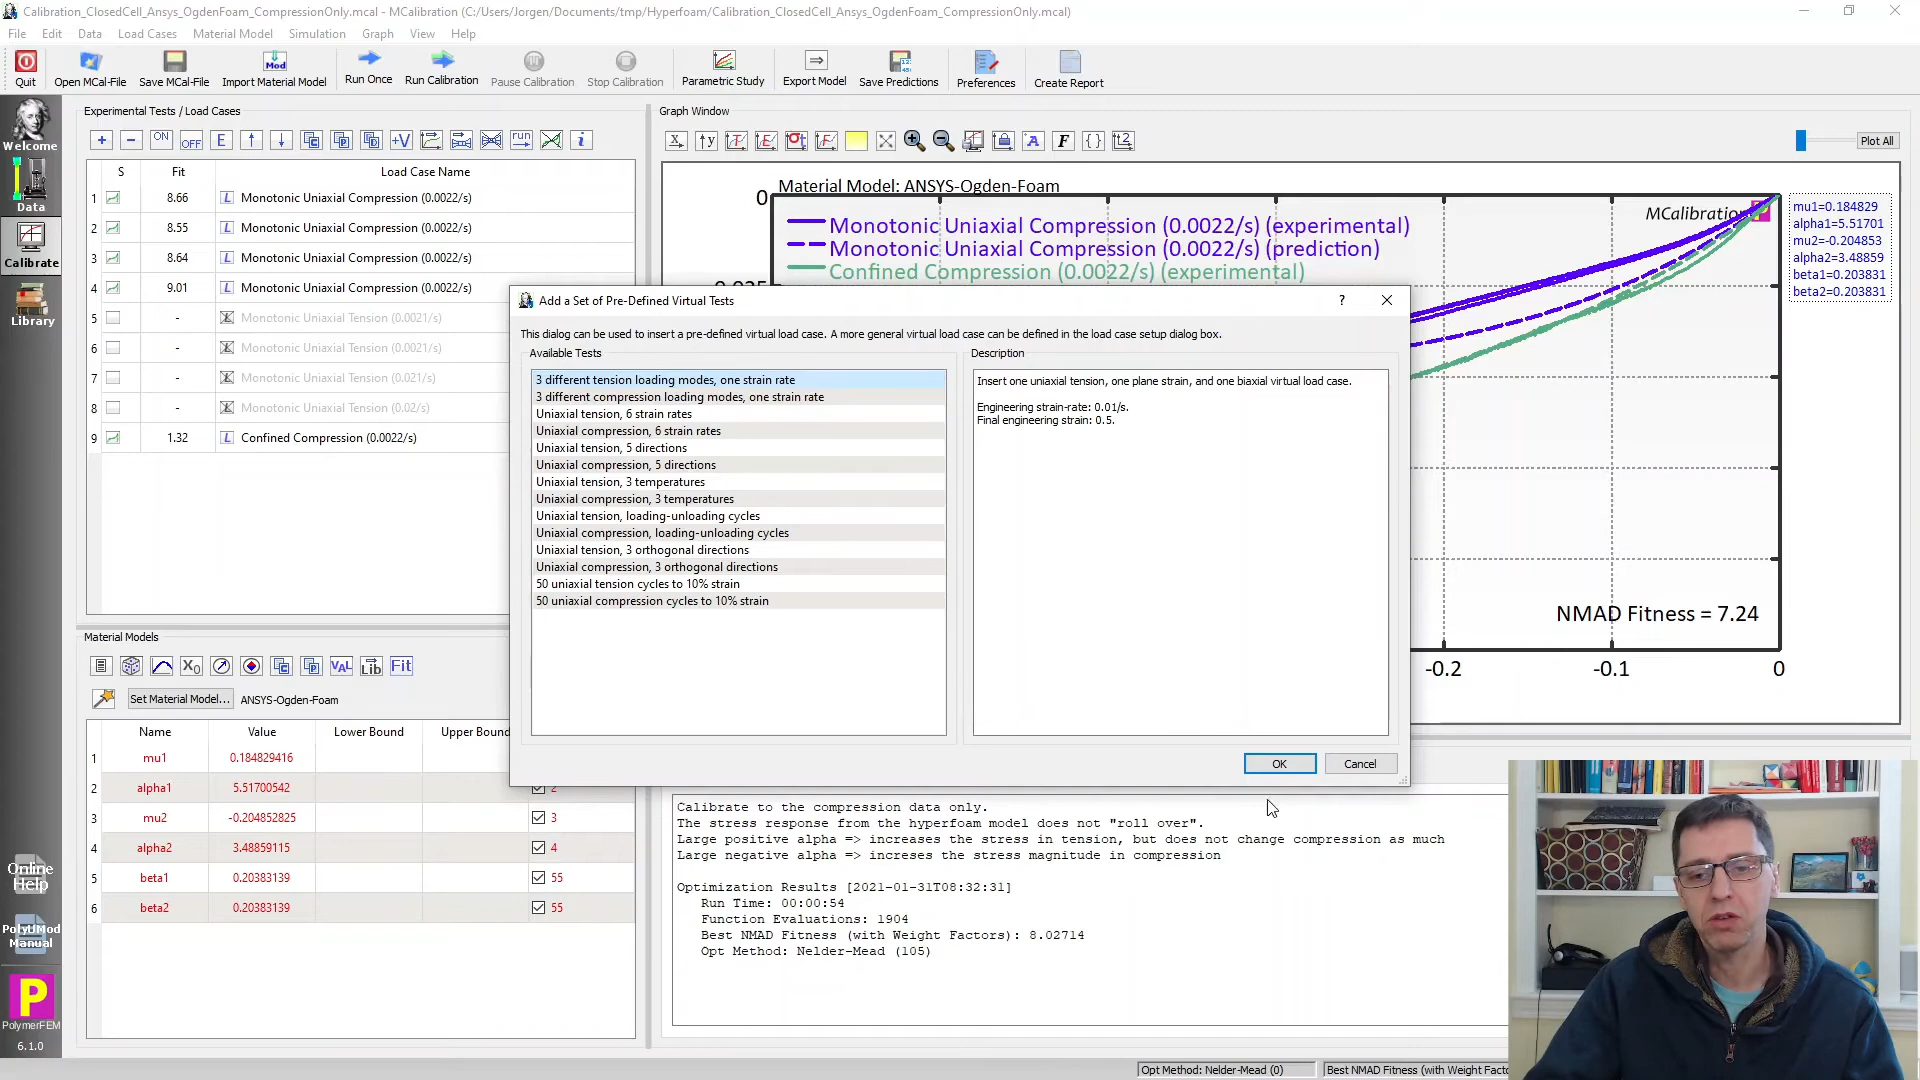 Calibration_ClosedCell_Ansys_OgdenFoam_CompressionOnly.mcal - MCalibration (C:/Users/Jorgen/Documents/tmp/Hyperfoam/Calibration_ClosedCell_Ansys_OgdenFoam_CompressionOnly.mcal)
File Edit Data Load Cases Material Model Simulation Graph View Help
Quit Open MCal-File Save MCal-File Import Material Model Run Once Run Calibration Pause Calibration Stop Calibration Parametric Study Export Model Save Predictions Preferences Create Report
Welcome
Data
Calibrate
Library
Online Help
PolyUMod Manual
PolymerFEM
6.1.0
Experimental Tests / Load Cases
ON OFF E +V run i
S Fit Load Case Name
1 8.66 L Monotonic Uniaxial Compression (0.0022/s)
2 8.55 L Monotonic Uniaxial Compression (0.0022/s)
3 8.64 L Monotonic Uniaxial Compression (0.0022/s)
4 9.01 L Monotonic Uniaxial Compression (0.0022/s)
5 - Monotonic Uniaxial Tension (0.0021/s)
6 - Monotonic Uniaxial Tension (0.0021/s)
7 - Monotonic Uniaxial Tension (0.021/s)
8 - Monotonic Uniaxial Tension (0.02/s)
9 1.32 L Confined Compression (0.0022/s)
Graph Window
Plot All
Material Model: ANSYS-Ogden-Foam
0
Monotonic Uniaxial Compression (0.0022/s) (experimental)
Monotonic Uniaxial Compression (0.0022/s) (prediction)
Confined Compression (0.0022/s) (experimental)
MCalibration
mu1=0.184829
alpha1=5.51701
mu2=-0.204853
alpha2=3.48859
beta1=0.203831
beta2=0.203831
NMAD Fitness = 7.24
-0.2 -0.1 0
Add a Set of Pre-Defined Virtual Tests
This dialog can be used to insert a pre-defined virtual load case. A more general virtual load case can be defined in the load case setup dialog box.
Available Tests
3 different tension loading modes, one strain rate
3 different compression loading modes, one strain rate
Uniaxial tension, 6 strain rates
Uniaxial compression, 6 strain rates
Uniaxial tension, 5 directions
Uniaxial compression, 5 directions
Uniaxial tension, 3 temperatures
Uniaxial compression, 3 temperatures
Uniaxial tension, loading-unloading cycles
Uniaxial compression, loading-unloading cycles
Uniaxial tension, 3 orthogonal directions
Uniaxial compression, 3 orthogonal directions
50 uniaxial tension cycles to 10% strain
50 uniaxial compression cycles to 10% strain
Description
Insert one uniaxial tension, one plane strain, and one biaxial virtual load case.
Engineering strain-rate: 0.01/s.
Final engineering strain: 0.5.
OK Cancel
Material Models
X0 VAL Lib Fit
Set Material Model... ANSYS-Ogden-Foam
Name Value Lower Bound Upper Bound
1 mu1 0.184829416
2 alpha1 5.51700542 2
3 mu2 -0.204852825 3
4 alpha2 3.48859115 4
5 beta1 0.20383139 55
6 beta2 0.20383139 55
Calibrate to the compression data only.
The stress response from the hyperfoam model does not "roll over".
Large positive alpha => increases the stress in tension, but does not change compression as much
Large negative alpha => increses the stress magnitude in compression
Optimization Results [2021-01-31T08:32:31]
Run Time: 00:00:54
Function Evaluations: 1904
Best NMAD Fitness (with Weight Factors): 8.02714
Opt Method: Nelder-Mead (105)
Opt Method: Nelder-Mead (0) Best NMAD Fitness (with Weight